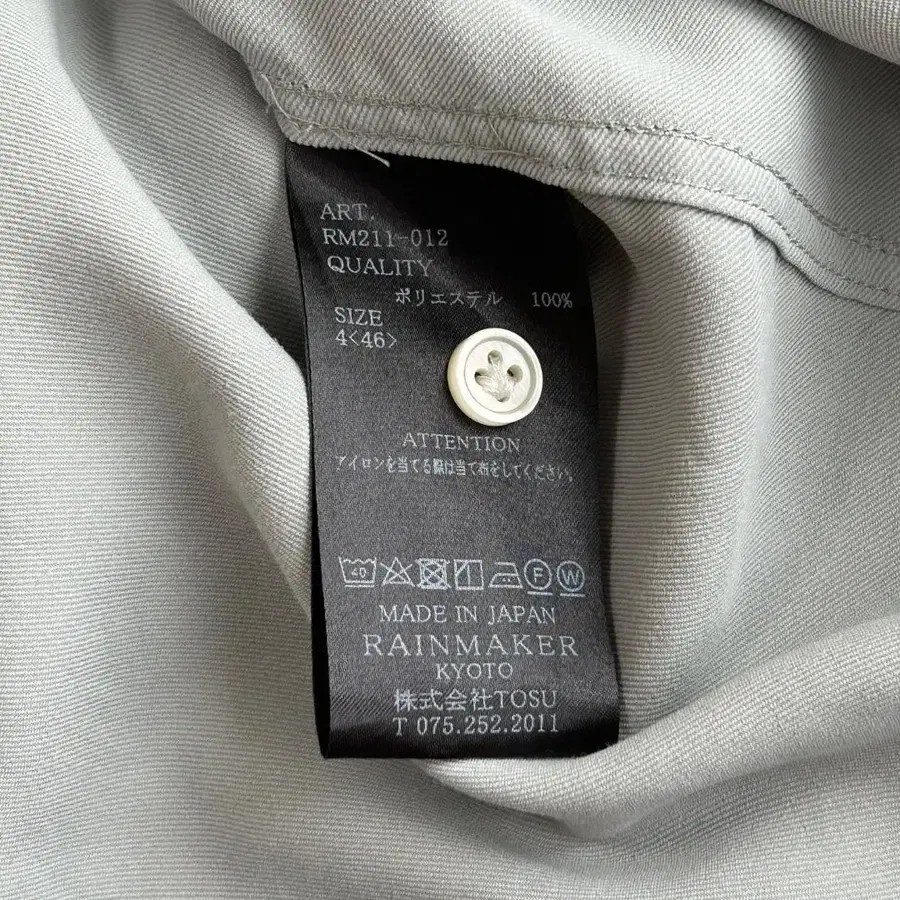 ART.
RM211-012
QUALITY
ポリエステル 100%
SIZE
4<46>
ATTENTION
アイロンを当てる際は当て布をしてください。
40
F W
MADE IN JAPAN
RAINMAKER
KYOTO
株式会社TOSU
T 075.252.2011